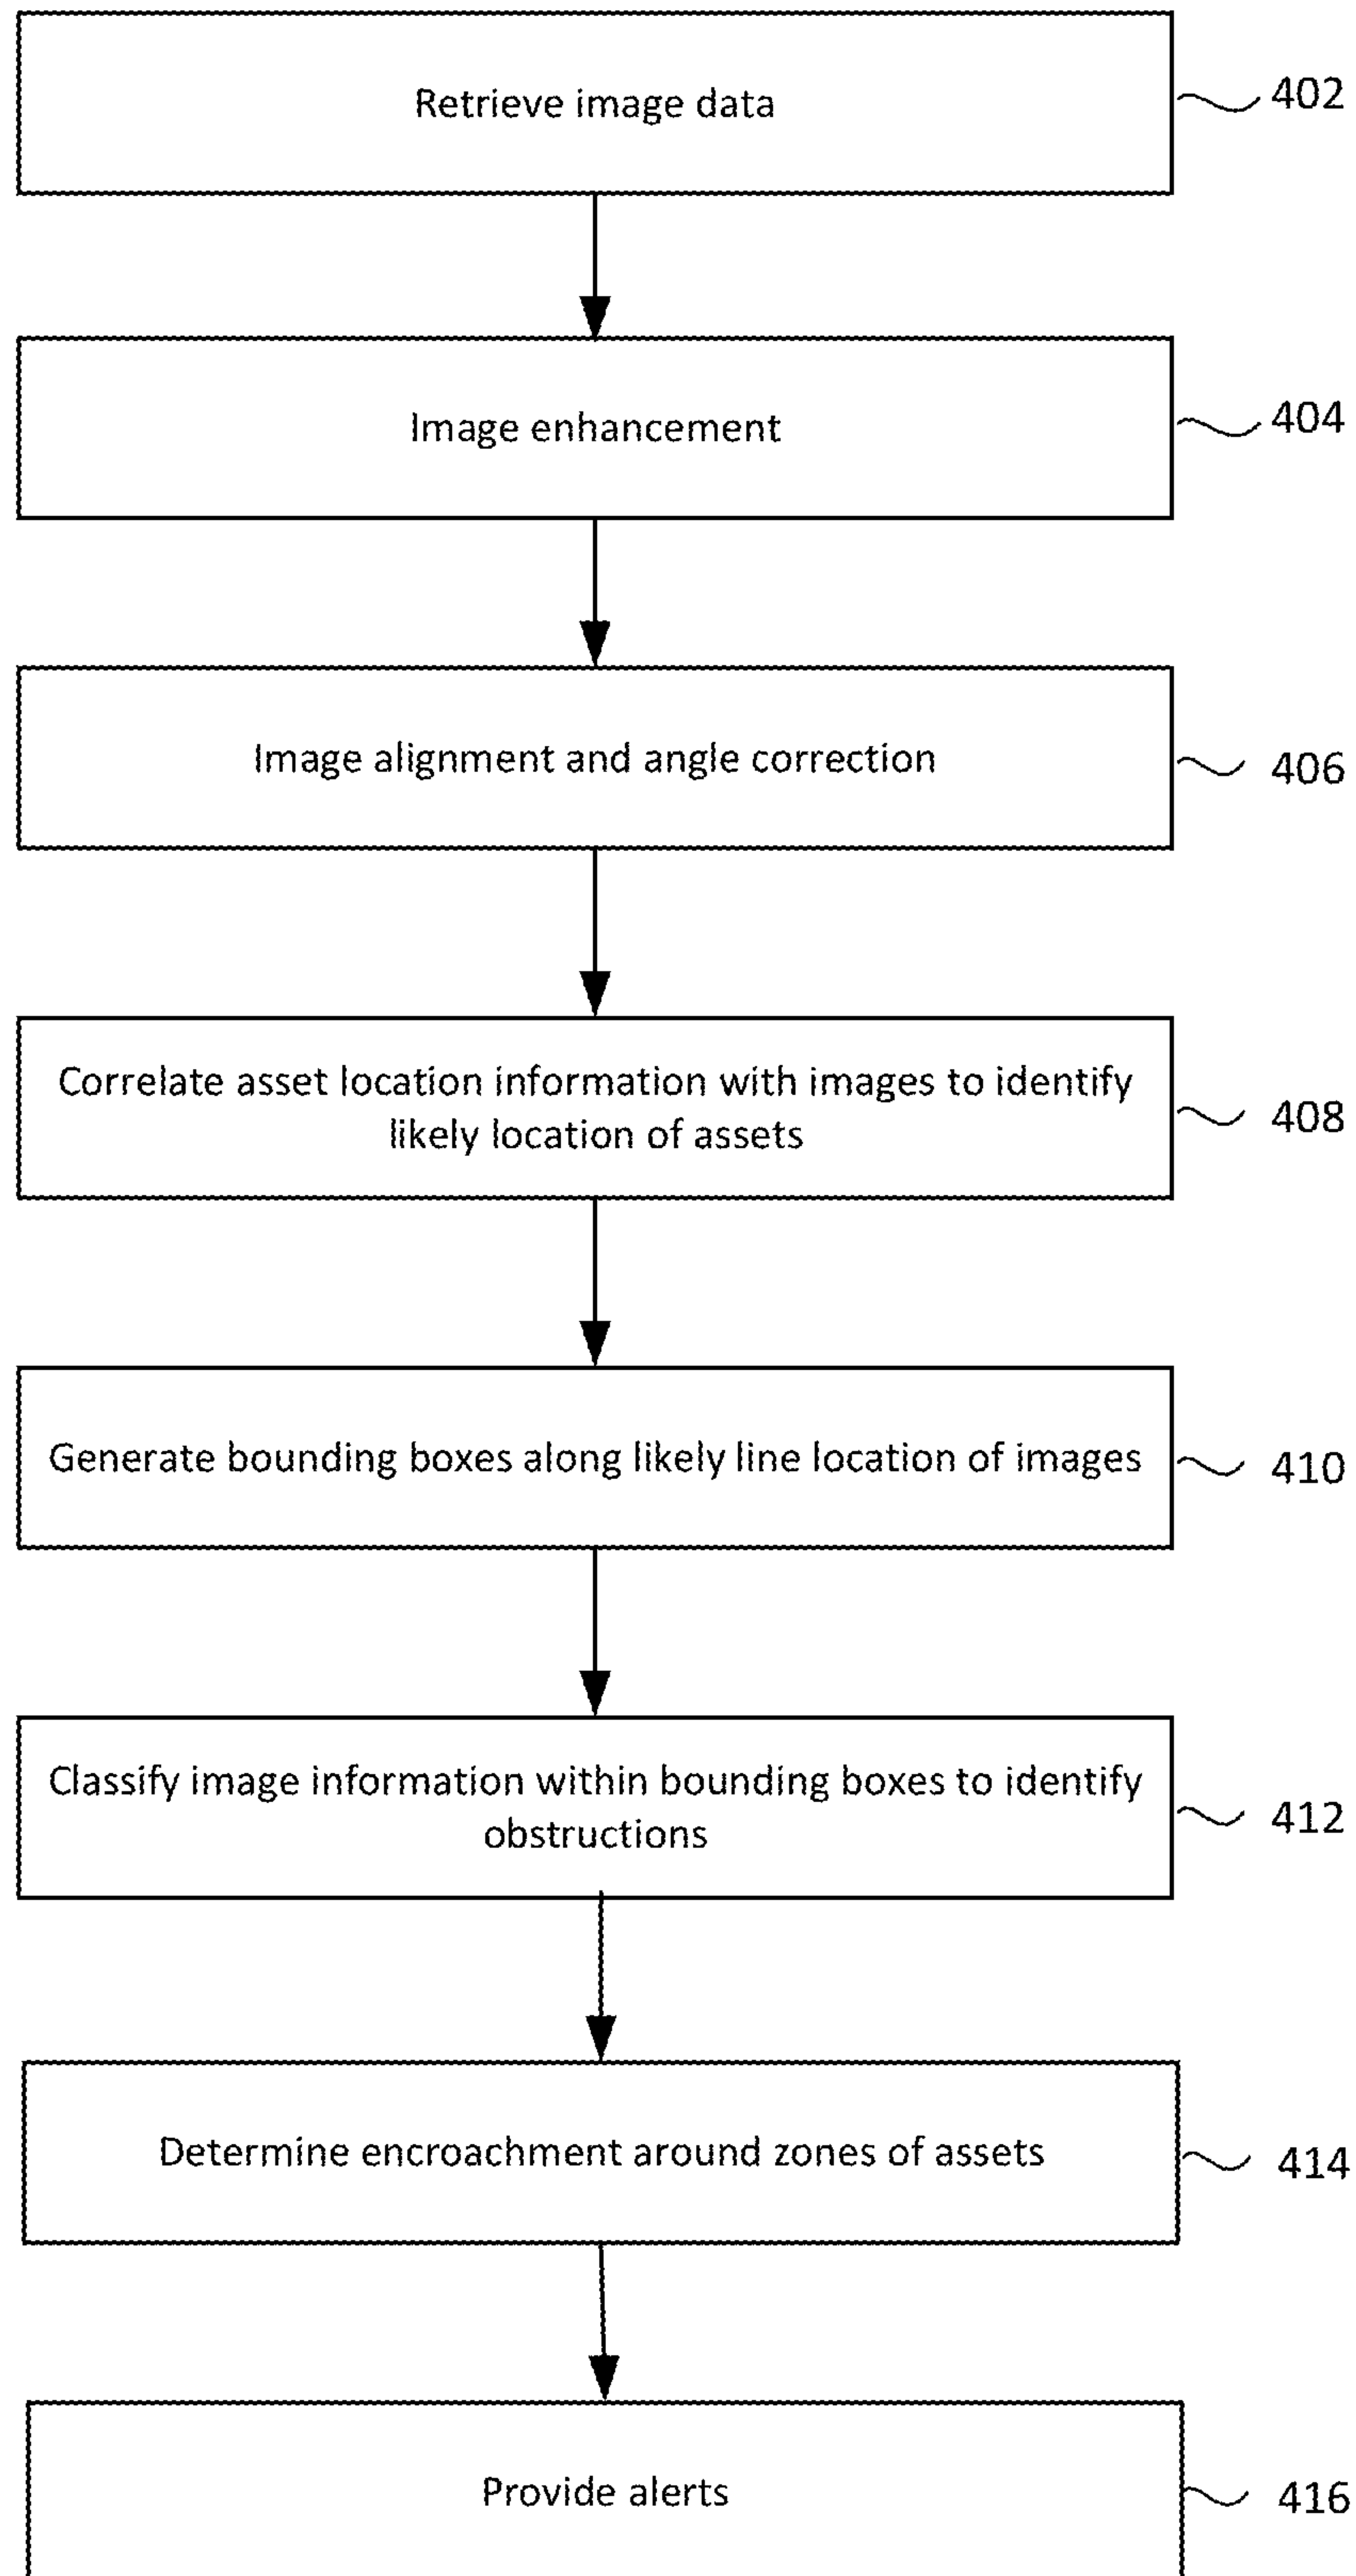 Retrieve image data
402
Image enhancement
404
Image alignment and angle correction
406
Correlate asset location information with images to identify
likely location of assets
408
Generate bounding boxes along likely line location of images
410
Classify image information within bounding boxes to identify
obstructions
412
Determine encroachment around zones of assets
414
Provide alerts
416